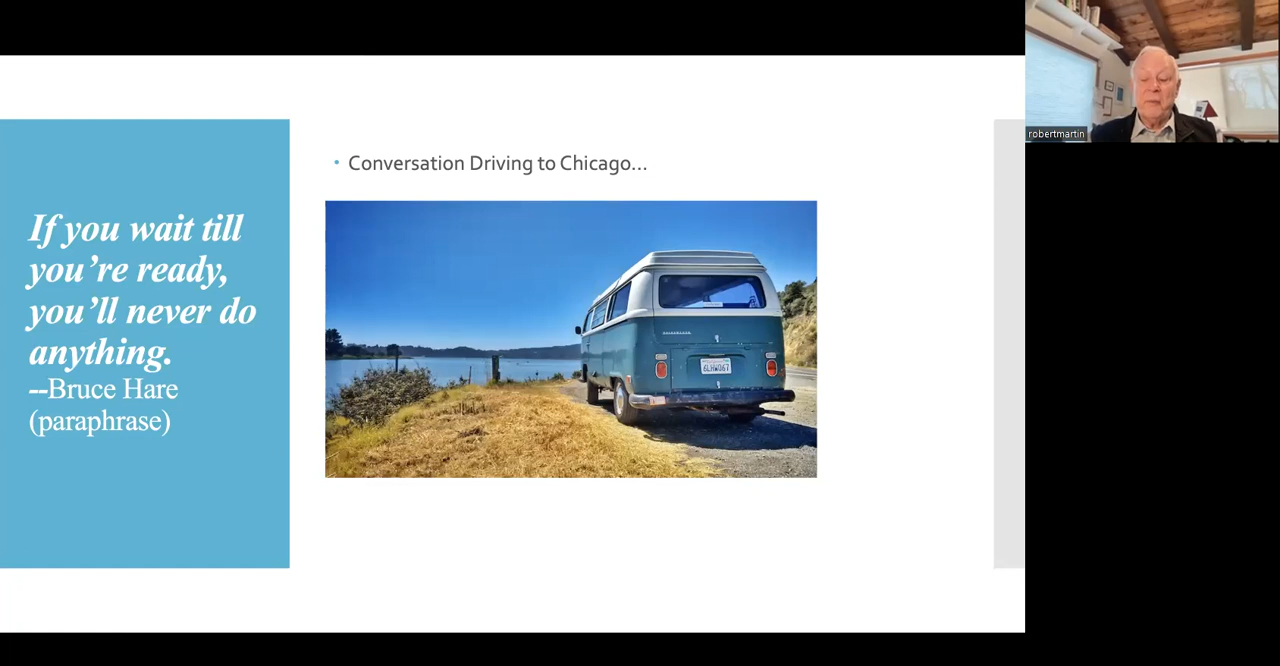 If you wait till
you’re ready,
you’ll never do
anything.
--Bruce Hare
(paraphrase)
• Conversation Driving to Chicago...
6LHW067
robertmartin